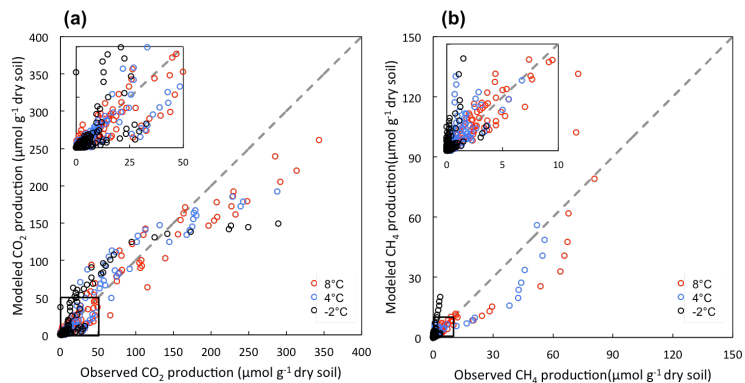 (a)
(b)
Modeled CO2 production (μmol g-1 dry soil)
400
350
300
250
200
150
100
50
0
0
25
50
8°C
4°C
-2°C
0 50 100 150 200 250 300 350 400
Observed CO2 production (μmol g-1 dry soil)
Modeled CH4 production(μmol g-1 dry soil)
150
120
90
60
30
0
0
5
10
8°C
4°C
-2°C
0 30 60 90 120 150
Observed CH4 production(μmol g-1 dry soil)